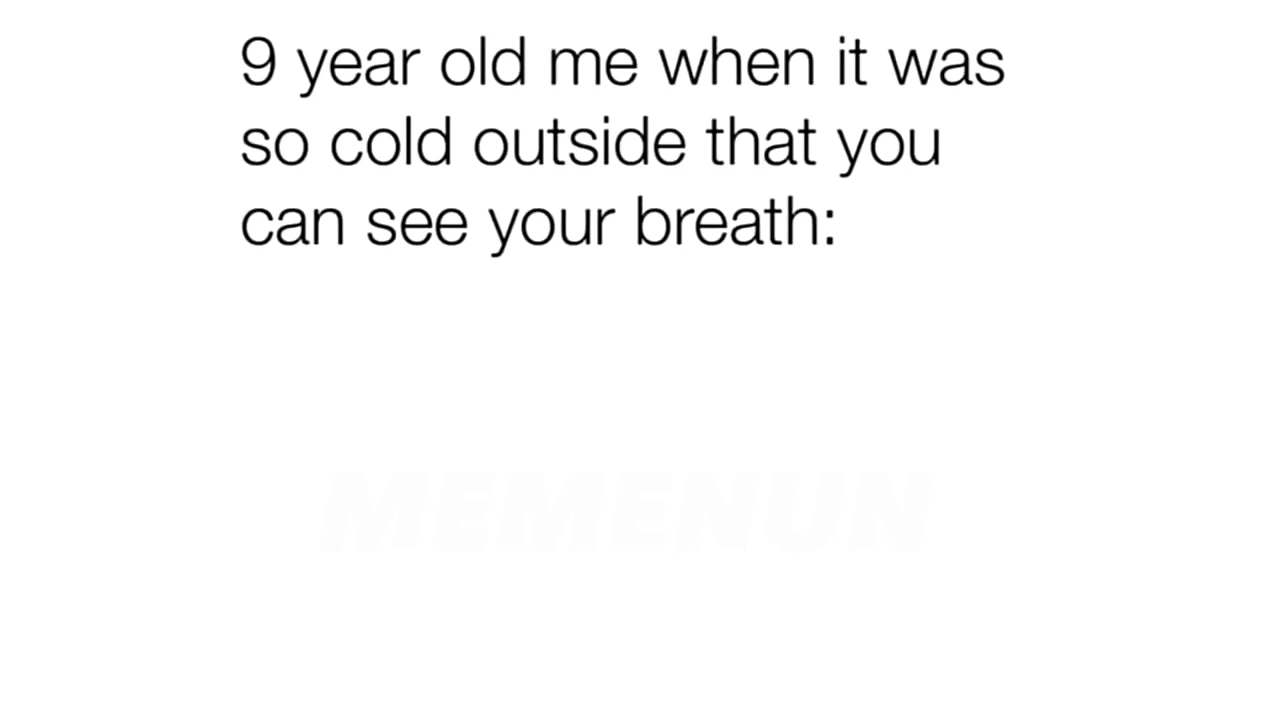 9 year old me when it was
so cold outside that you
can see your breath:
MEMENUN